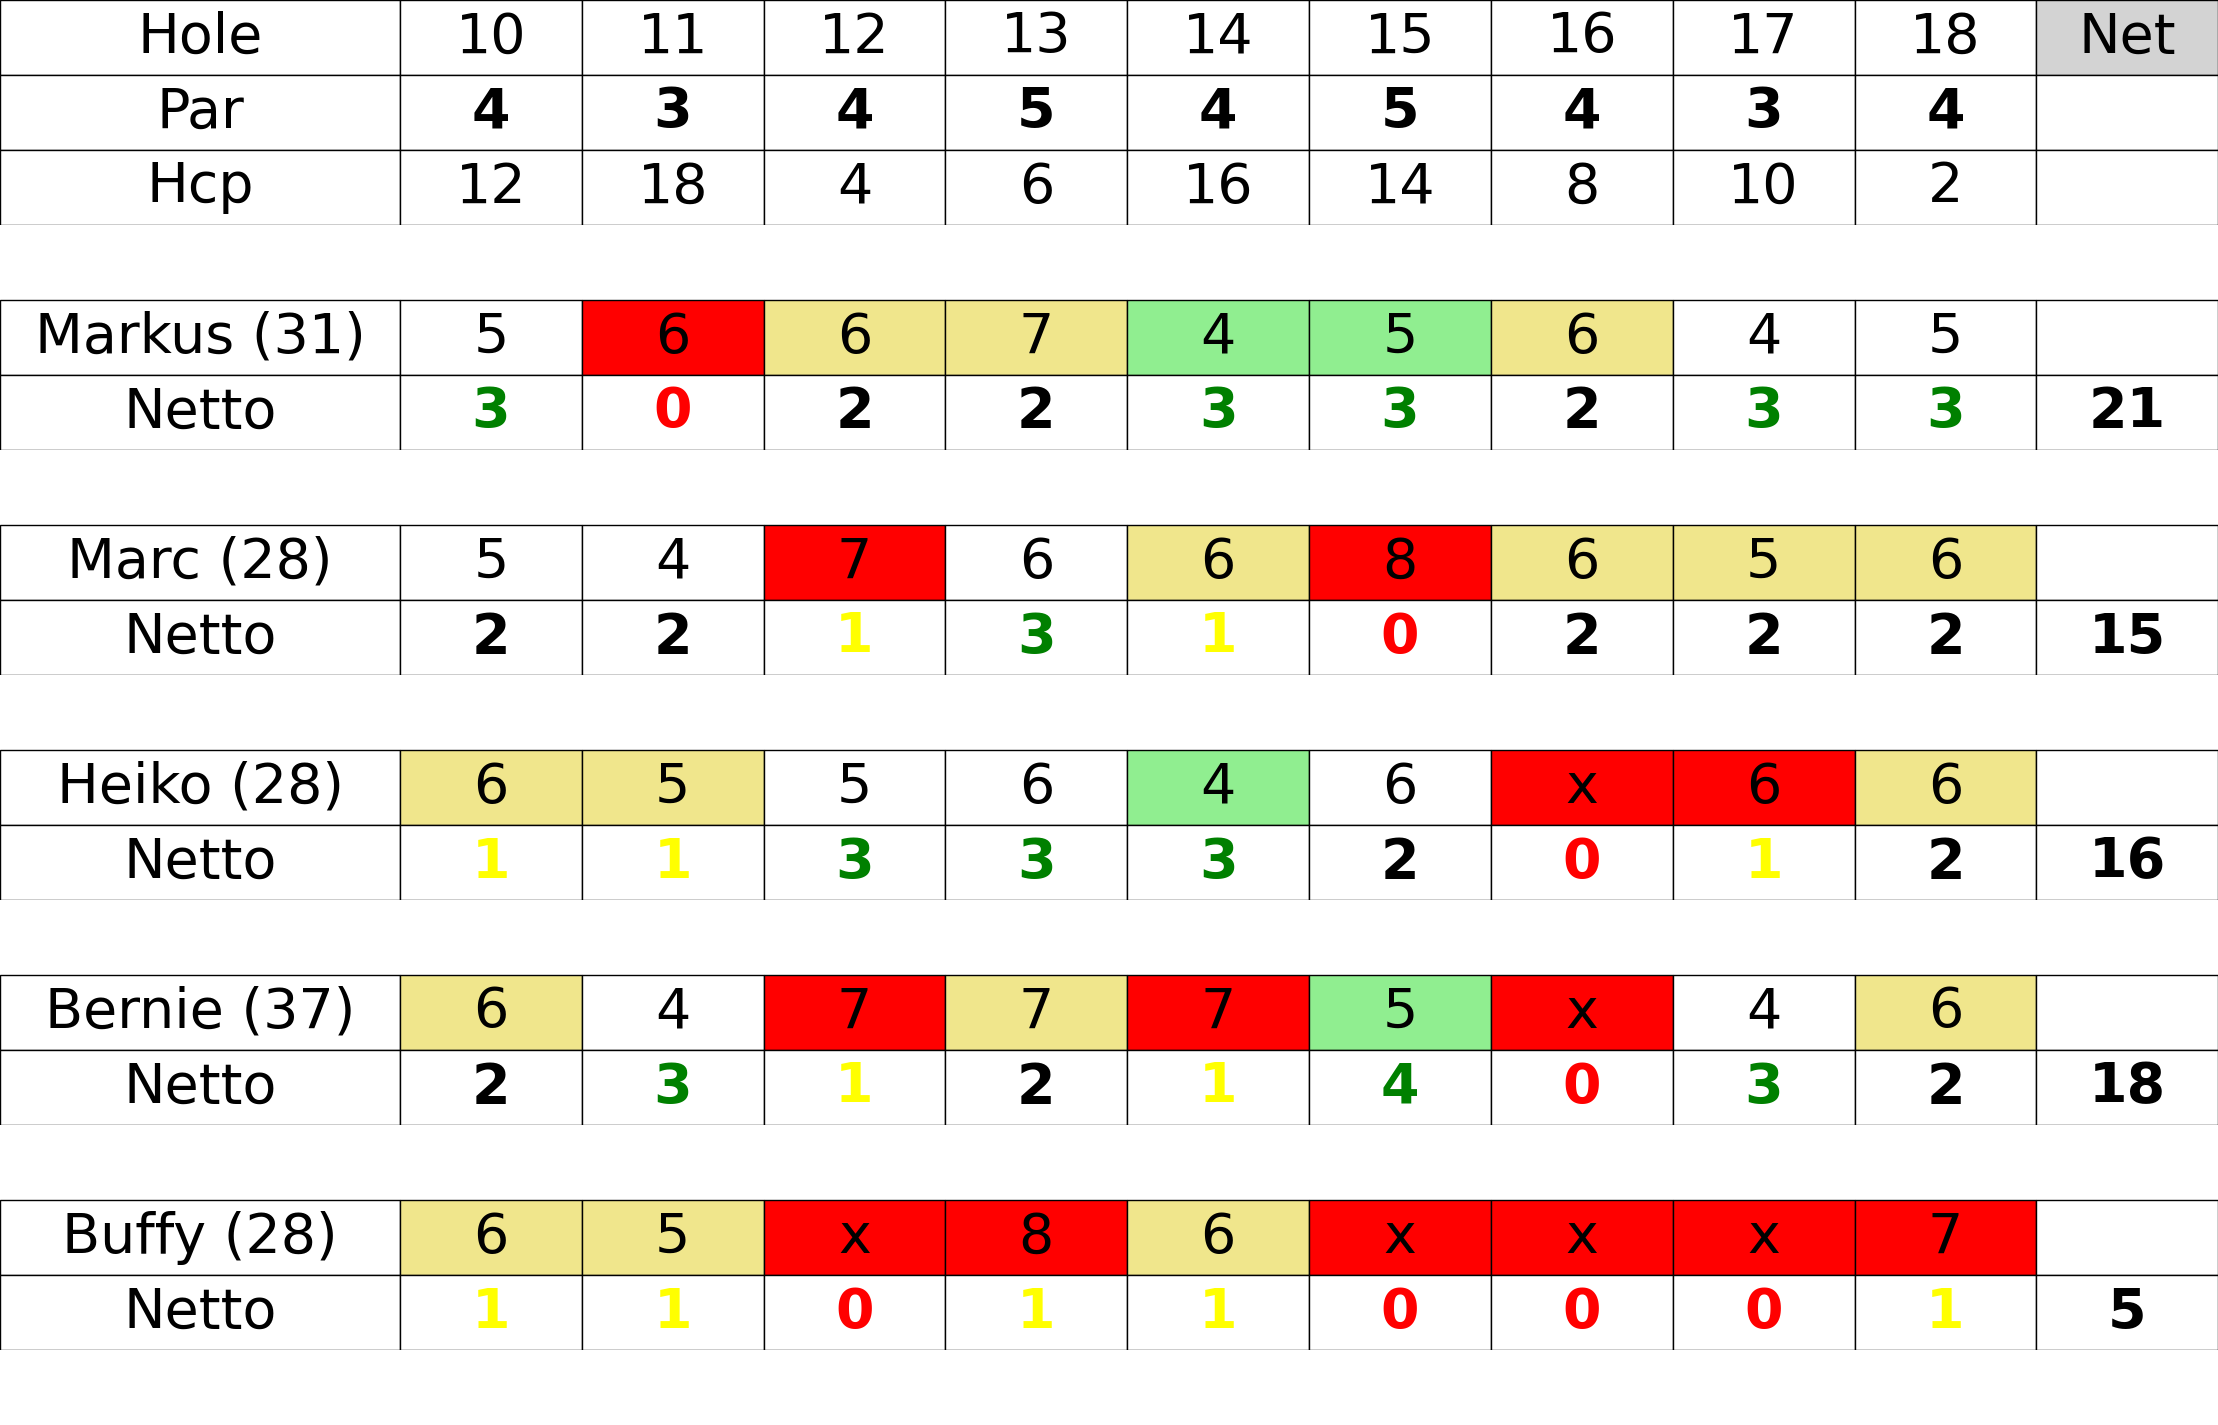 Hole 10 11 12 13 14 15 16 17 18 Net
Par 4 3 4 5 4 5 4 3 4
Hcp 12 18 4 6 16 14 8 10 2
Markus (31) 5 6 6 7 4 5 6 4 5
Netto 3 0 2 2 3 3 2 3 3 21
Marc (28) 5 4 7 6 6 8 6 5 6
Netto 2 2 1 3 1 0 2 2 2 15
Heiko (28) 6 5 5 6 4 6 x 6 6
Netto 1 1 3 3 3 2 0 1 2 16
Bernie (37) 6 4 7 7 7 5 x 4 6
Netto 2 3 1 2 1 4 0 3 2 18
Buffy (28) 6 5 x 8 6 x x x 7
Netto 1 1 0 1 1 0 0 0 1 5